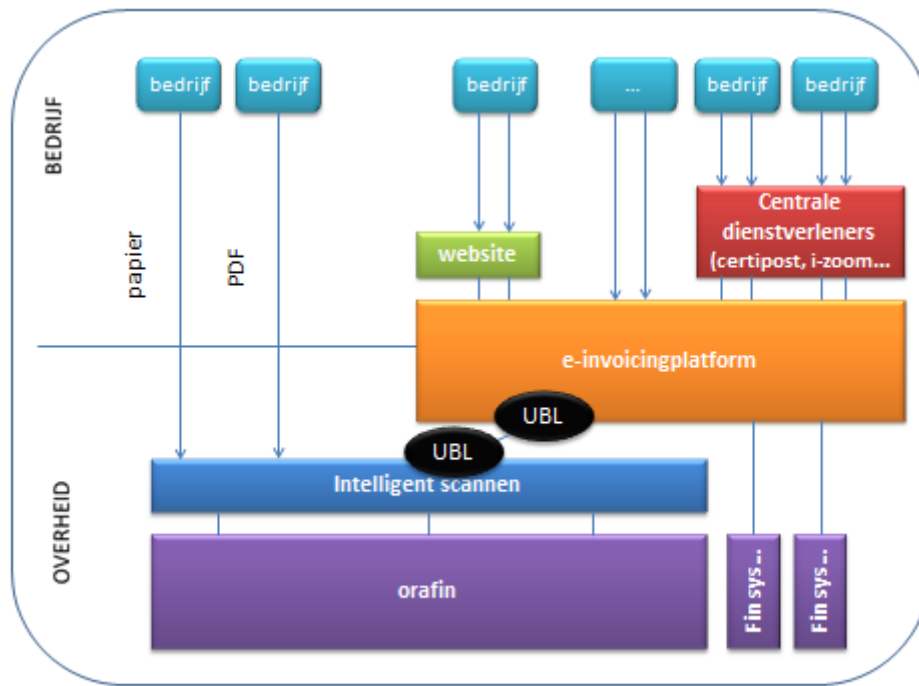 BEDRIJF
bedrijf
bedrijf
bedrijf
...
bedrijf
bedrijf
papier
PDF
website
Centrale
dienstverleners
(certipost, i-zoom...
e-invoicingplatform
UBL
UBL
OVERHEID
Intelligent scannen
orafin
Fin sys...
Fin sys...